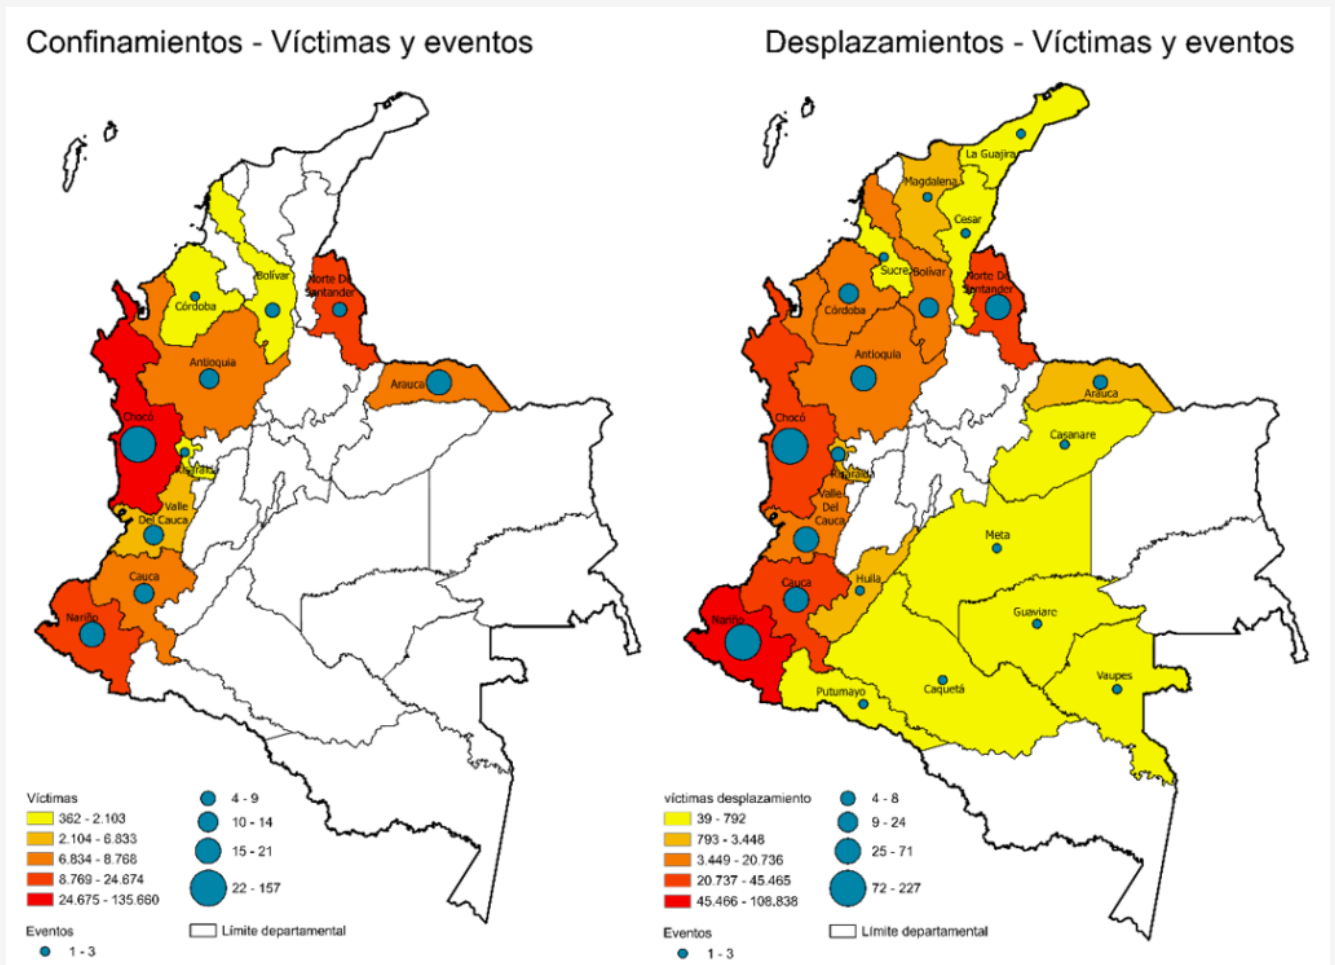 Confinamientos - Víctimas y eventos
Bolívar
Norte De
Santander
Córdoba
Antioquia
Arauca
Chocó
Risaralda
Valle
Del Cauca
Cauca
Nariño
Víctimas
362 - 2.103
2.104 - 6.833
6.834 - 8.768
8.769 - 24.674
24.675 - 135.660
Eventos
1 - 3
4 - 9
10 - 14
15 - 21
22 - 157
Límite departamental
Desplazamientos - Víctimas y eventos
La Guajira
Magdalena
Cesar
Sucre
Bolívar
Norte De
Santander
Córdoba
Antioquia
Arauca
Chocó
Casanare
Risaralda
Valle
Del
Cauca
Meta
Cauca
Huila
Guaviare
Nariño
Vaupes
Putumayo
Caquetá
víctimas desplazamiento
39 - 792
793 - 3.448
3.449 - 20.736
20.737 - 45.465
45.466 - 108.838
Eventos
1 - 3
4 - 8
9 - 24
25 - 71
72 - 227
Límite departamental